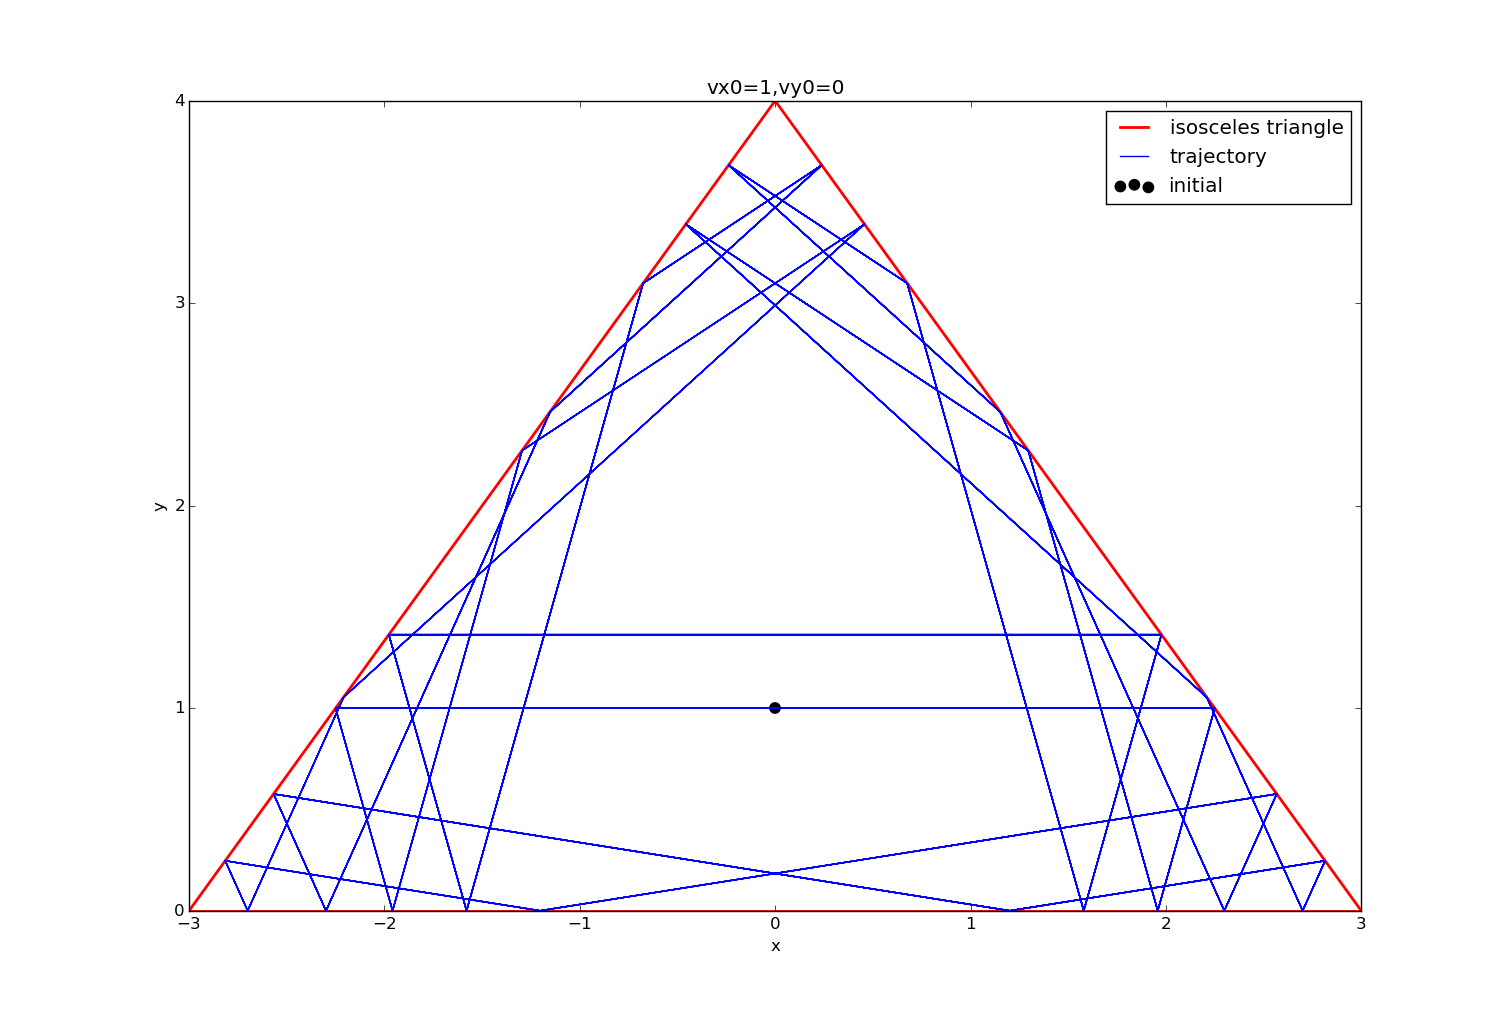 vx0=1,vy0=0
isosceles triangle
trajectory
initial
4
3
2
1
0
y
−3
−2
−1
0
1
2
3
x